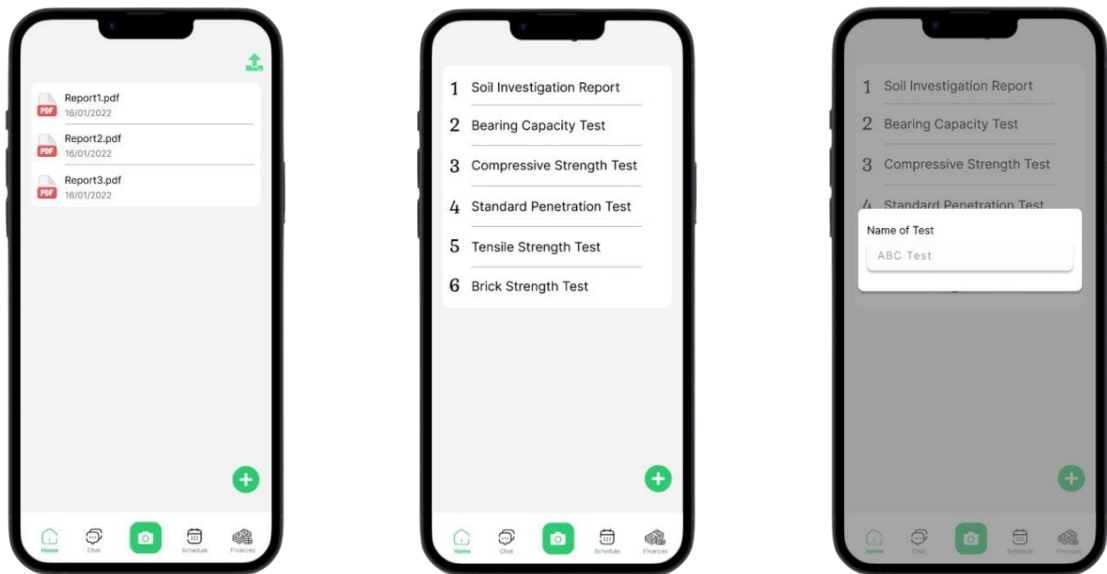 PDF
Report1.pdf
16/01/2022
PDF
Report2.pdf
16/01/2022
PDF
Report3.pdf
16/01/2022
Home
Chat
Schedule
Finances
1 Soil Investigation Report
2 Bearing Capacity Test
3 Compressive Strength Test
4 Standard Penetration Test
5 Tensile Strength Test
6 Brick Strength Test
Home
Chat
Schedule
Finances
1 Soil Investigation Report
2 Bearing Capacity Test
3 Compressive Strength Test
4 Standard Penetration Test
Name of Test
ABC Test
Home
Chat
Schedule
Finances